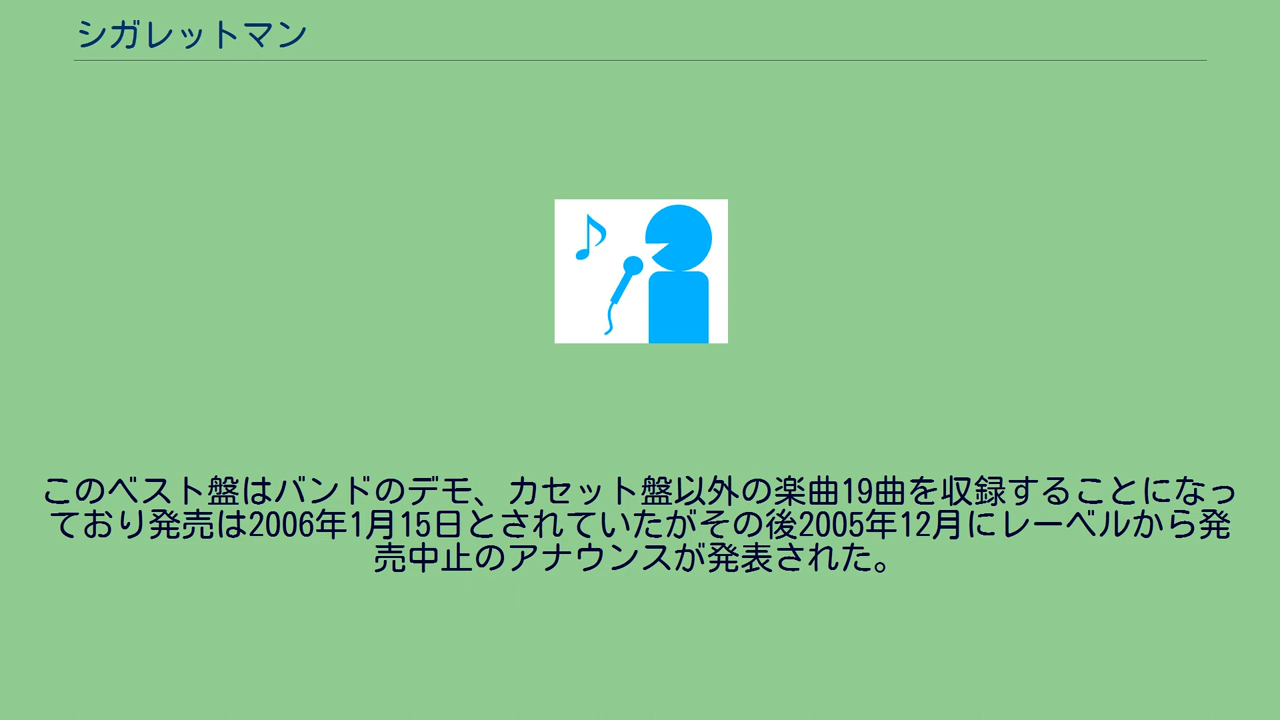 シガレットマン
このベスト盤はバンドのデモ、カセット盤以外の楽曲19曲を収録することになっ
ており発売は2006年1月15日とされていたがその後2005年12月にレーベルから発
売中止のアナウンスが発表された。